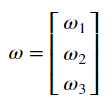 ω = [ ω₁
ω₂
ω₃ ]